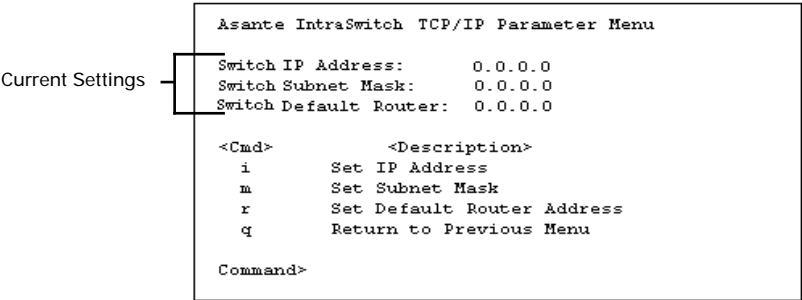 Asante IntraSwitch TCP/IP Parameter Menu
Current Settings
Switch IP Address: 0.0.0.0
Switch Subnet Mask: 0.0.0.0
Switch Default Router: 0.0.0.0
<Cmd> <Description>
i Set IP Address
m Set Subnet Mask
r Set Default Router Address
q Return to Previous Menu
Command>